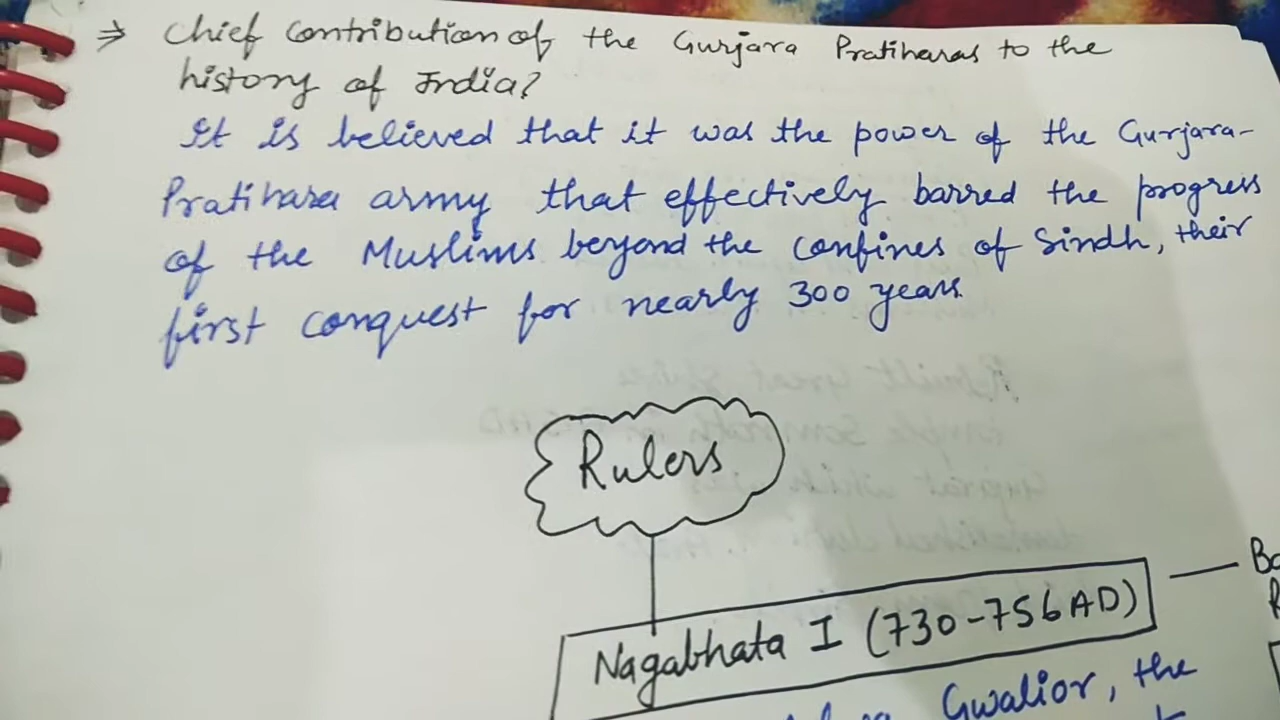 ⇒ Chief Contribution of the Gurjara Pratiharas to the
history of India?
It is believed that it was the power of the Gurjara-
Pratihara army that effectively barred the progress
of the Muslims beyond the confines of Sindh, their
first conquest for nearly 300 years.
Rulers
Nagabhata I (730-756AD)
Gwalior, the